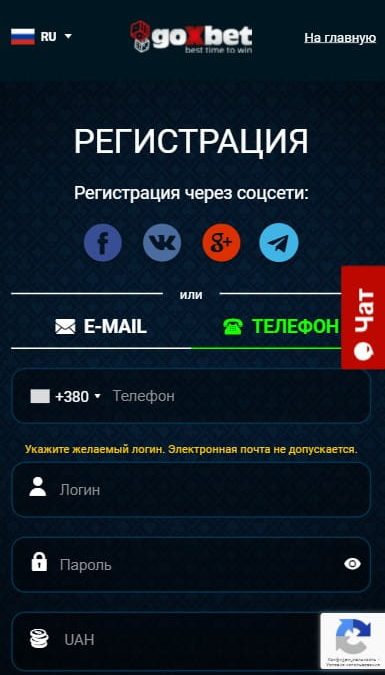 RU
goXbet
best time to win
На главную
РЕГИСТРАЦИЯ
Регистрация через соцсети:
или
E-MAIL
ТЕЛЕФОН
Чат
+380
Телефон
Укажите желаемый логин. Электронная почта не допускается.
Логин
Пароль
UAH
Конфиденциальность -
Условия использования